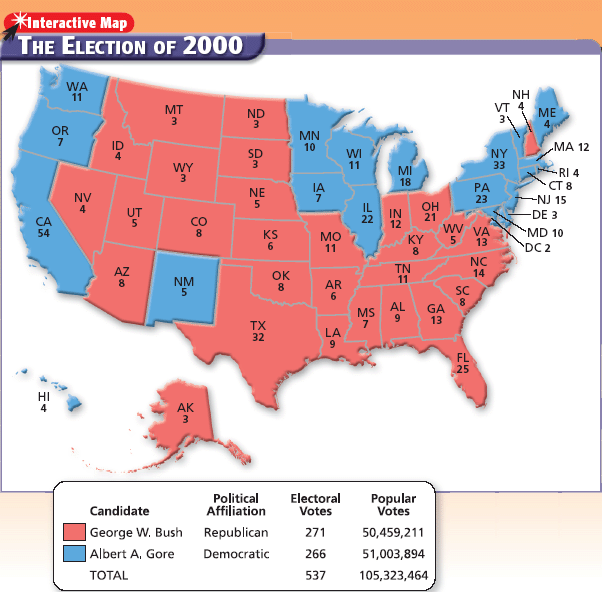 Interactive Map
THE ELECTION OF 2000
WA
11
OR
7
CA
54
NV
4
ID
4
MT
3
WY
3
UT
5
AZ
8
CO
8
NM
5
ND
3
SD
3
NE
5
KS
6
OK
8
TX
32
MN
10
IA
7
MO
11
AR
6
LA
9
WI
11
IL
22
MI
18
IN
12
OH
21
KY
8
TN
11
MS
7
AL
9
GA
13
FL
25
SC
8
NC
14
VA
13
WV
5
PA
23
NY
33
VT
3
NH
4
ME
4
MA 12
RI 4
CT 8
NJ 15
DE 3
MD 10
DC 2
HI
4
AK
3
Candidate Political Affiliation Electoral Votes Popular Votes
George W. Bush Republican 271 50,459,211
Albert A. Gore Democratic 266 51,003,894
TOTAL 537 105,323,464